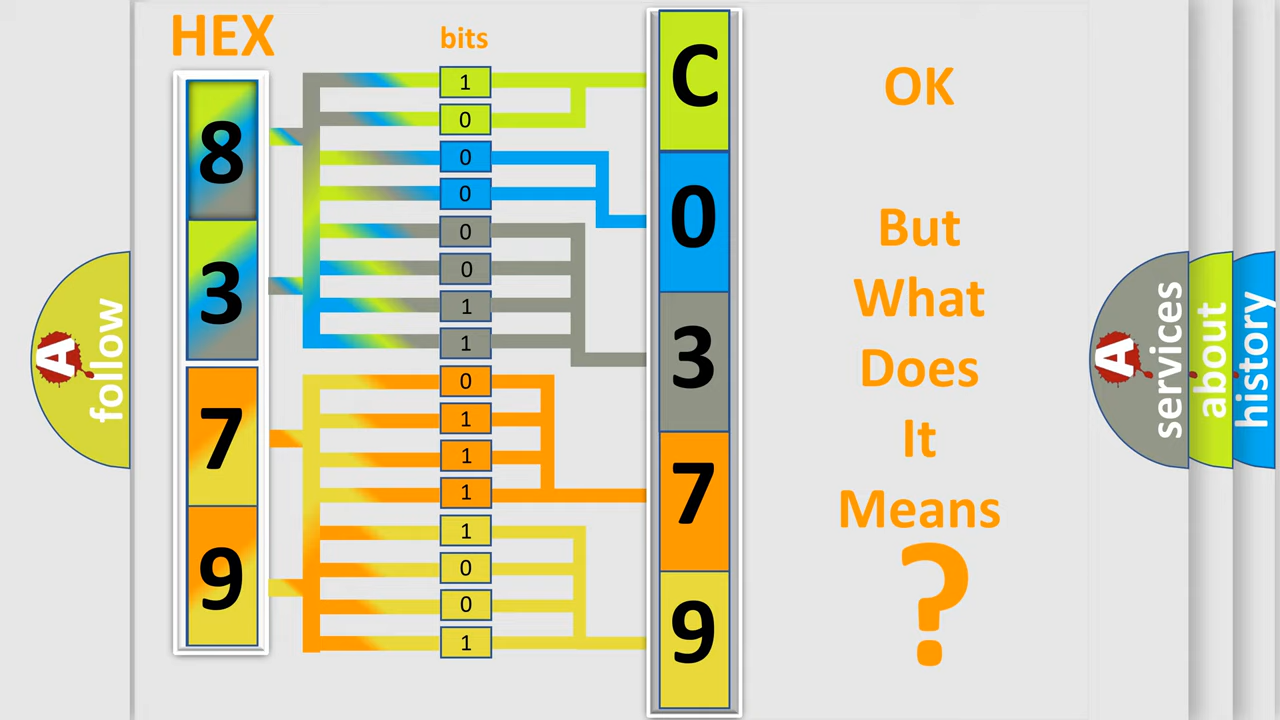 HEX
bits
8
3
7
9
1
0
0
0
0
0
1
1
0
1
1
1
1
0
0
1
C
0
3
7
9
OK
But
What
Does
It
Means
?
A
follow
A
services
about
history